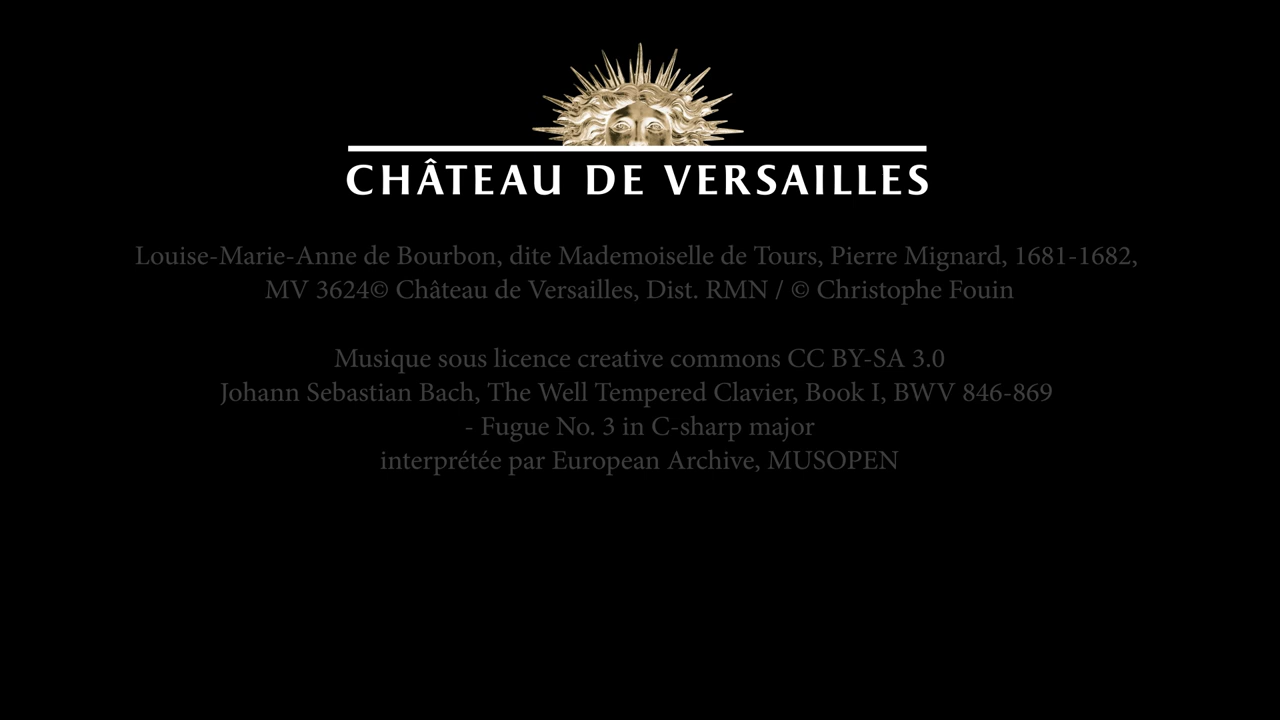 CHÂTEAU DE VERSAILLES
Louise-Marie-Anne de Bourbon, dite Mademoiselle de Tours, Pierre Mignard, 1681-1682,
MV 3624© Château de Versailles, Dist. RMN / © Christophe Fouin
Musique sous licence creative commons CC BY-SA 3.0
Johann Sebastian Bach, The Well Tempered Clavier, Book I, BWV 846-869
- Fugue No. 3 in C-sharp major
interprétée par European Archive, MUSOPEN